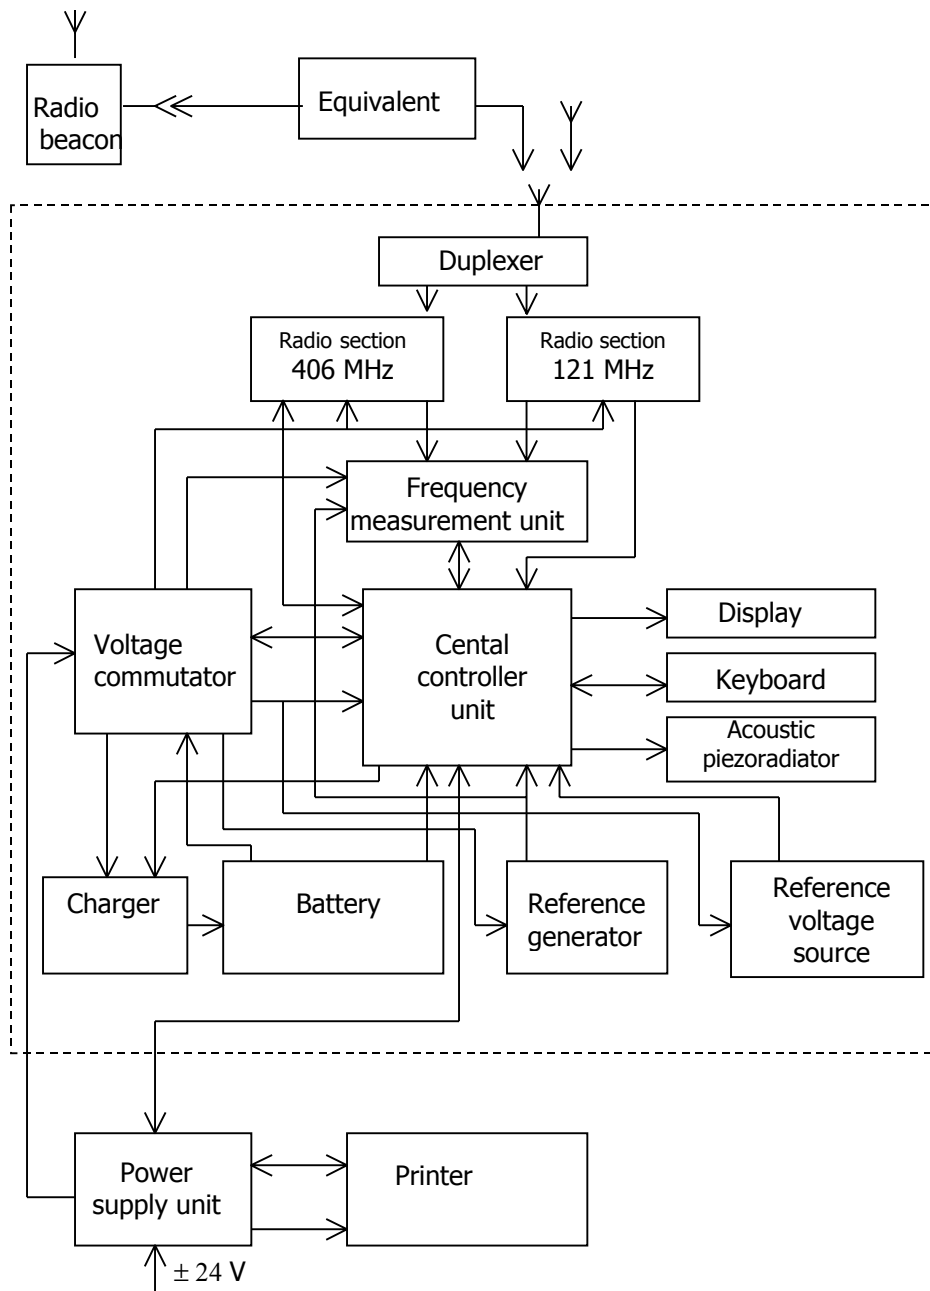 Radio
beacon
Equivalent
Duplexer
Radio section
406 MHz
Radio section
121 MHz
Frequency
measurement unit
Voltage
commutator
Cental
controller
unit
Display
Keyboard
Acoustic
piezoradiator
Charger
Battery
Reference
generator
Reference
voltage
source
Power
supply unit
Printer
± 24 V